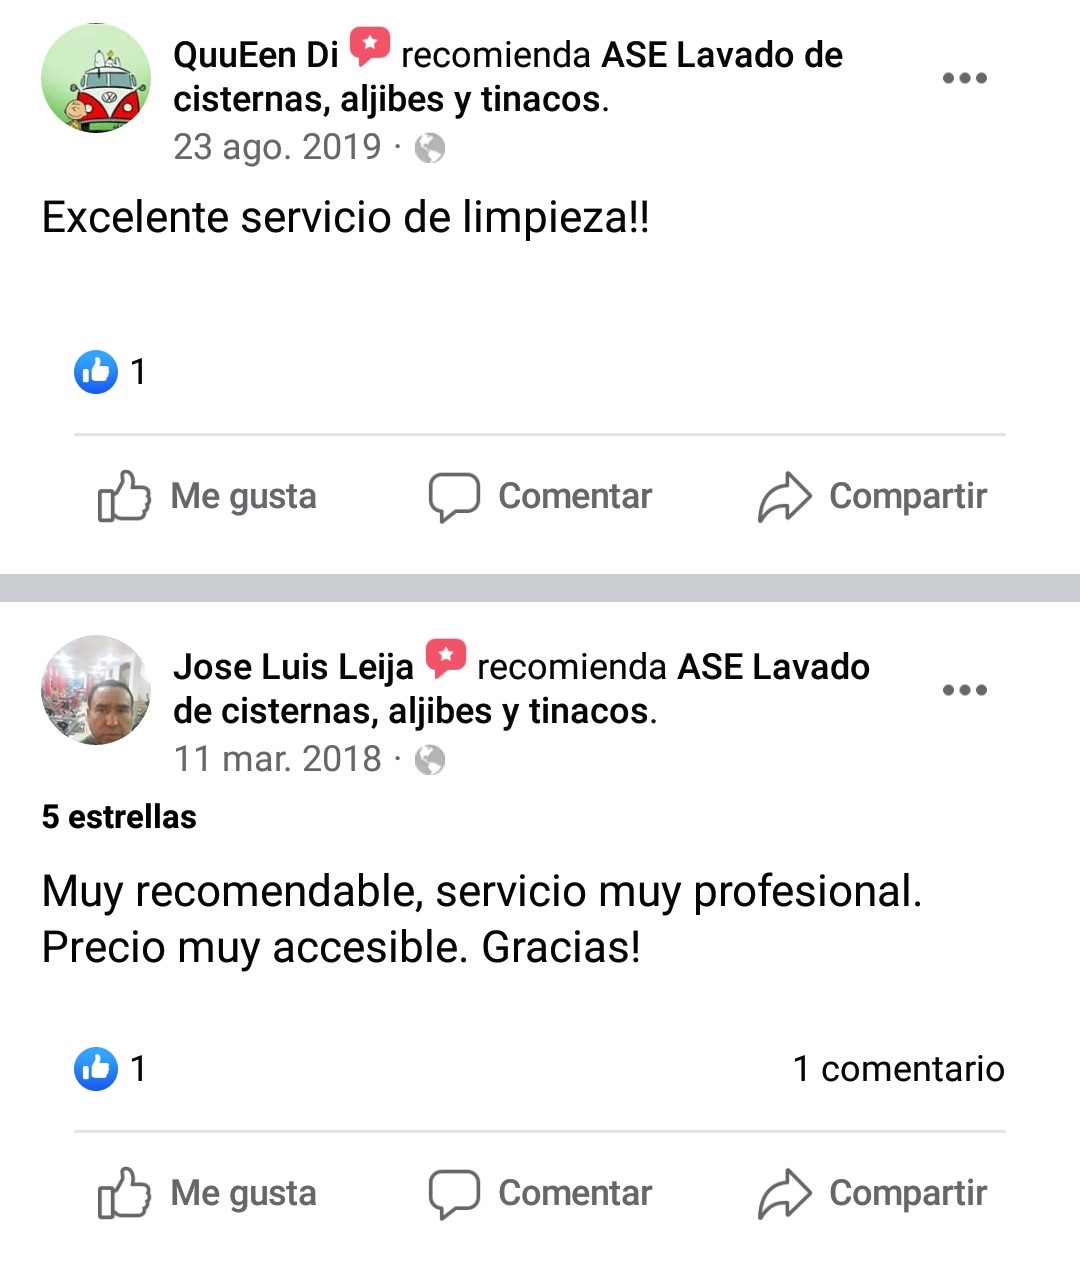 QuuEen Di recomienda ASE Lavado de
cisternas, aljibes y tinacos.
23 ago. 2019 ·
Excelente servicio de limpieza!!
1
Me gusta Comentar Compartir
Jose Luis Leija recomienda ASE Lavado
de cisternas, aljibes y tinacos.
11 mar. 2018 ·
5 estrellas
Muy recomendable, servicio muy profesional.
Precio muy accesible. Gracias!
1 1 comentario
Me gusta Comentar Compartir